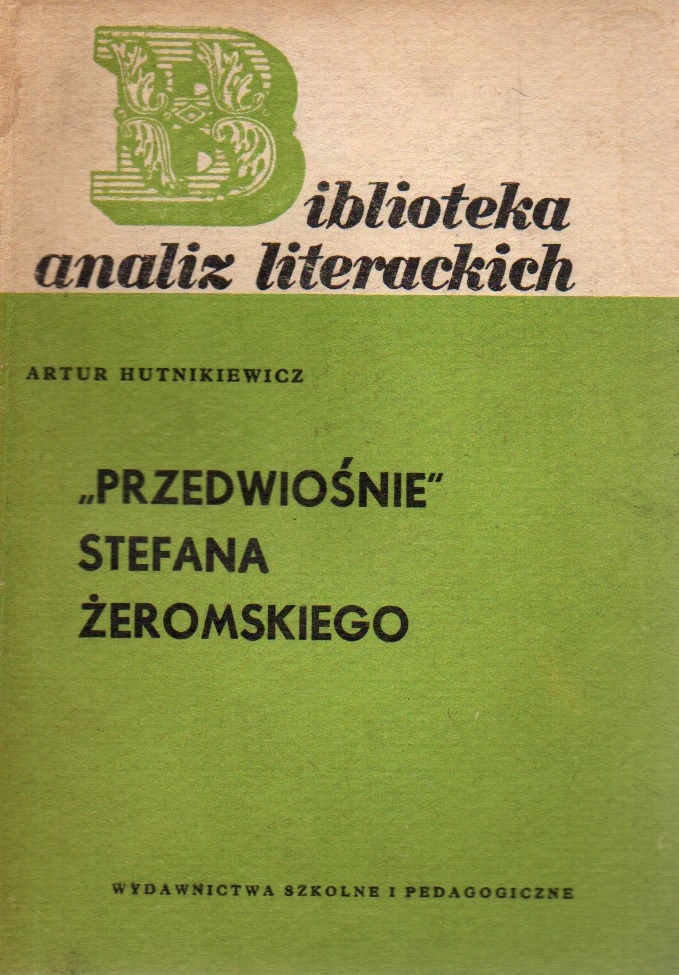 Biblioteka
analiz literackich
ARTUR HUTNIKIEWICZ
„PRZEDWIOŚNIE”
STEFANA
ŻEROMSKIEGO
WYDAWNICTWA SZKOLNE I PEDAGOGICZNE